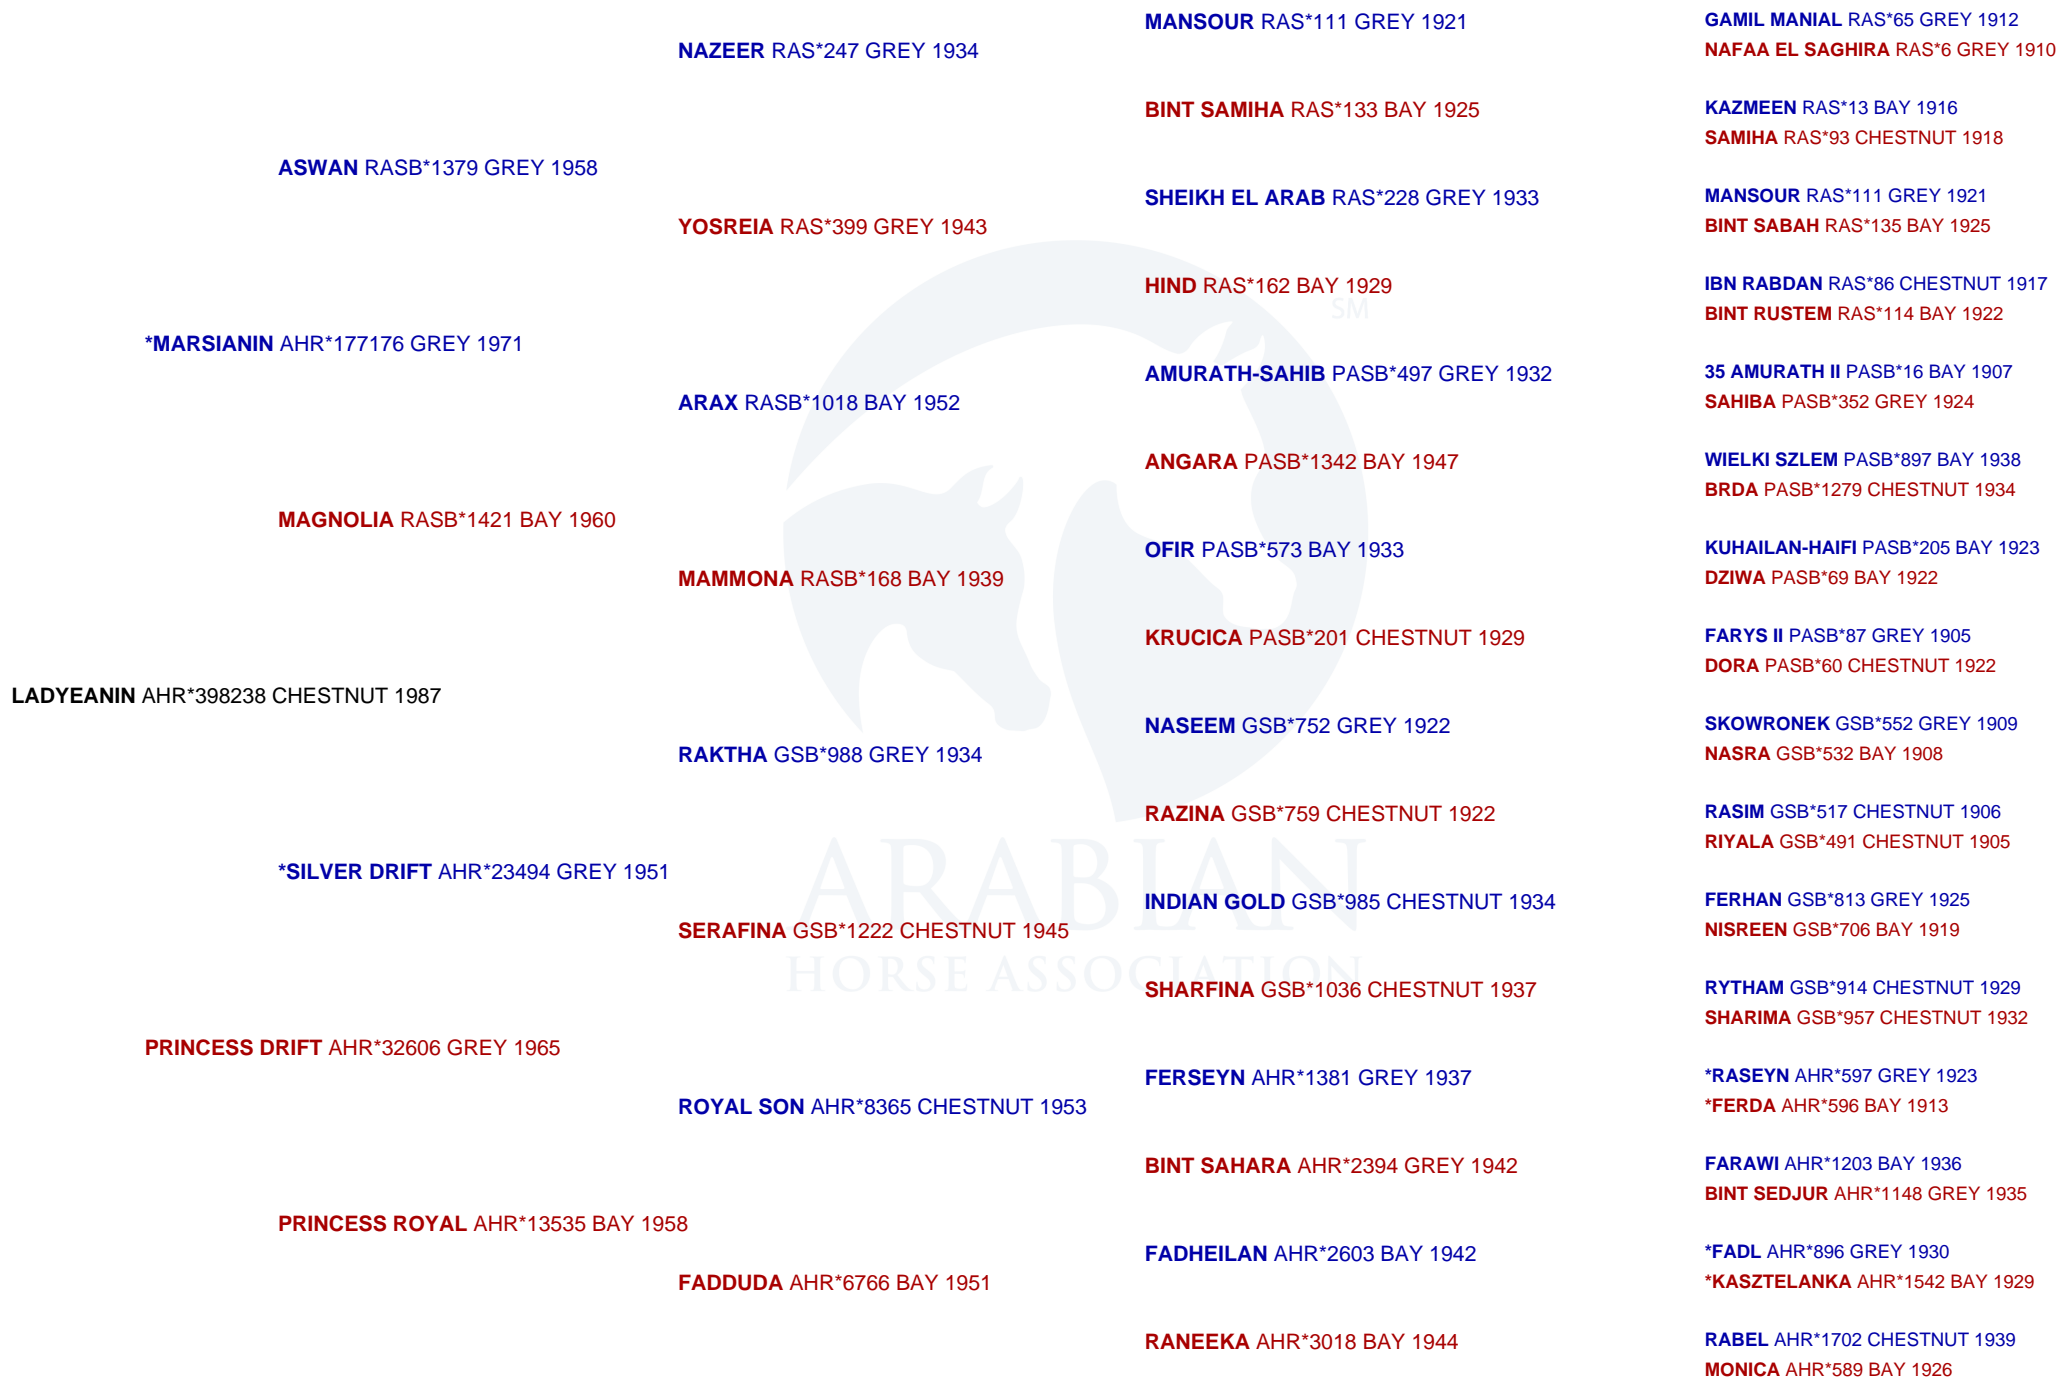 MANSOUR RAS*111 GREY 1921
GAMIL MANIAL RAS*65 GREY 1912
NAZEER RAS*247 GREY 1934
NAFAA EL SAGHIRA RAS*6 GREY 1910
BINT SAMIHA RAS*133 BAY 1925
KAZMEEN RAS*13 BAY 1916
SAMIHA RAS*93 CHESTNUT 1918
ASWAN RASB*1379 GREY 1958
SHEIKH EL ARAB RAS*228 GREY 1933
MANSOUR RAS*111 GREY 1921
YOSREIA RAS*399 GREY 1943
BINT SABAH RAS*135 BAY 1925
HIND RAS*162 BAY 1929
IBN RABDAN RAS*86 CHESTNUT 1917
SM
BINT RUSTEM RAS*114 BAY 1922
*MARSIANIN AHR*177176 GREY 1971
AMURATH-SAHIB PASB*497 GREY 1932
35 AMURATH II PASB*16 BAY 1907
ARAX RASB*1018 BAY 1952
SAHIBA PASB*352 GREY 1924
ANGARA PASB*1342 BAY 1947
WIELKI SZLEM PASB*897 BAY 1938
BRDA PASB*1279 CHESTNUT 1934
MAGNOLIA RASB*1421 BAY 1960
OFIR PASB*573 BAY 1933
KUHAILAN-HAIFI PASB*205 BAY 1923
MAMMONA RASB*168 BAY 1939
DZIWA PASB*69 BAY 1922
KRUCICA PASB*201 CHESTNUT 1929
FARYS II PASB*87 GREY 1905
DORA PASB*60 CHESTNUT 1922
LADYEANIN AHR*398238 CHESTNUT 1987
NASEEM GSB*752 GREY 1922
SKOWRONEK GSB*552 GREY 1909
RAKTHA GSB*988 GREY 1934
NASRA GSB*532 BAY 1908
RAZINA GSB*759 CHESTNUT 1922
RASIM GSB*517 CHESTNUT 1906
RIYALA GSB*491 CHESTNUT 1905
*SILVER DRIFT AHR*23494 GREY 1951
ARABIAN
INDIAN GOLD GSB*985 CHESTNUT 1934
FERHAN GSB*813 GREY 1925
SERAFINA GSB*1222 CHESTNUT 1945
NISREEN GSB*706 BAY 1919
HORSE ASSOCIATION
SHARFINA GSB*1036 CHESTNUT 1937
RYTHAM GSB*914 CHESTNUT 1929
SHARIMA GSB*957 CHESTNUT 1932
PRINCESS DRIFT AHR*32606 GREY 1965
FERSEYN AHR*1381 GREY 1937
*RASEYN AHR*597 GREY 1923
ROYAL SON AHR*8365 CHESTNUT 1953
*FERDA AHR*596 BAY 1913
BINT SAHARA AHR*2394 GREY 1942
FARAWI AHR*1203 BAY 1936
BINT SEDJUR AHR*1148 GREY 1935
PRINCESS ROYAL AHR*13535 BAY 1958
FADHEILAN AHR*2603 BAY 1942
*FADL AHR*896 GREY 1930
FADDUDA AHR*6766 BAY 1951
*KASZTELANKA AHR*1542 BAY 1929
RANEEKA AHR*3018 BAY 1944
RABEL AHR*1702 CHESTNUT 1939
MONICA AHR*589 BAY 1926